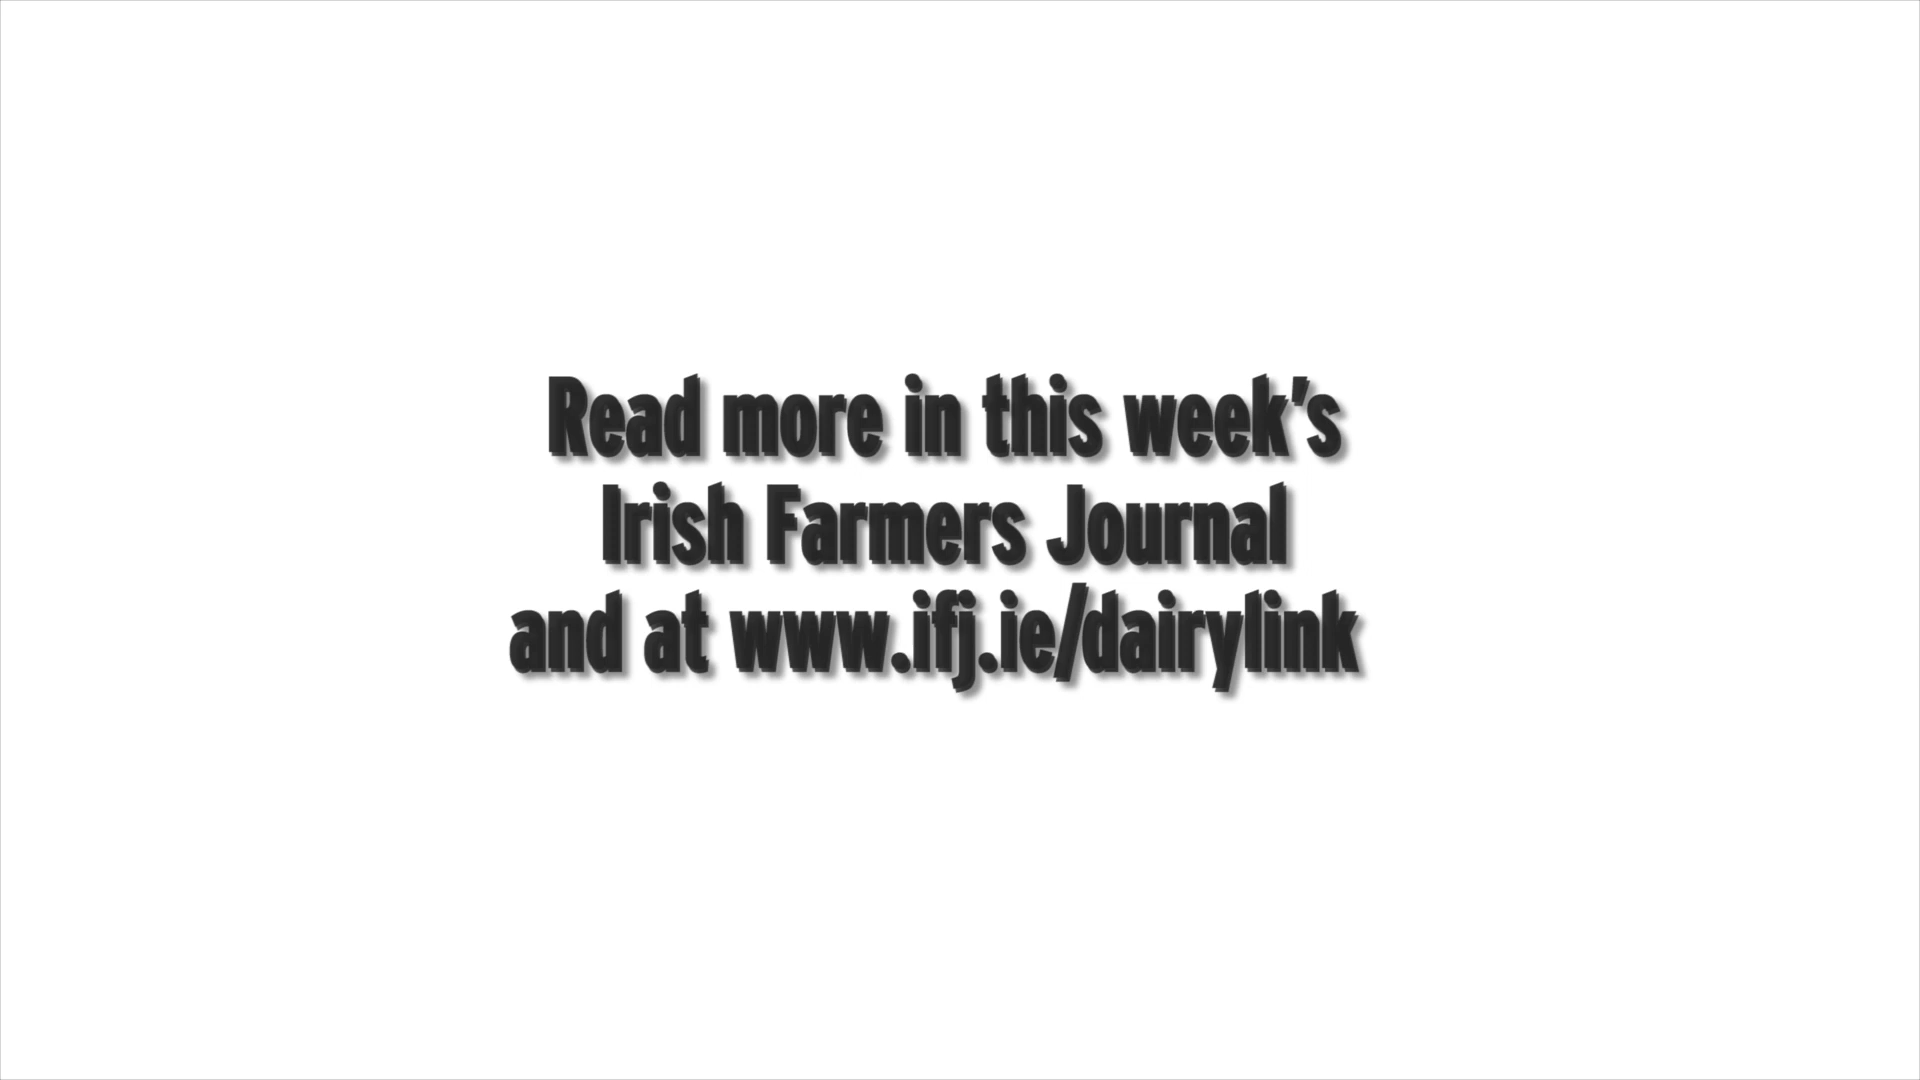 Read more in this week's
Irish Farmers Journal
and at www.ifj.ie/dairylink